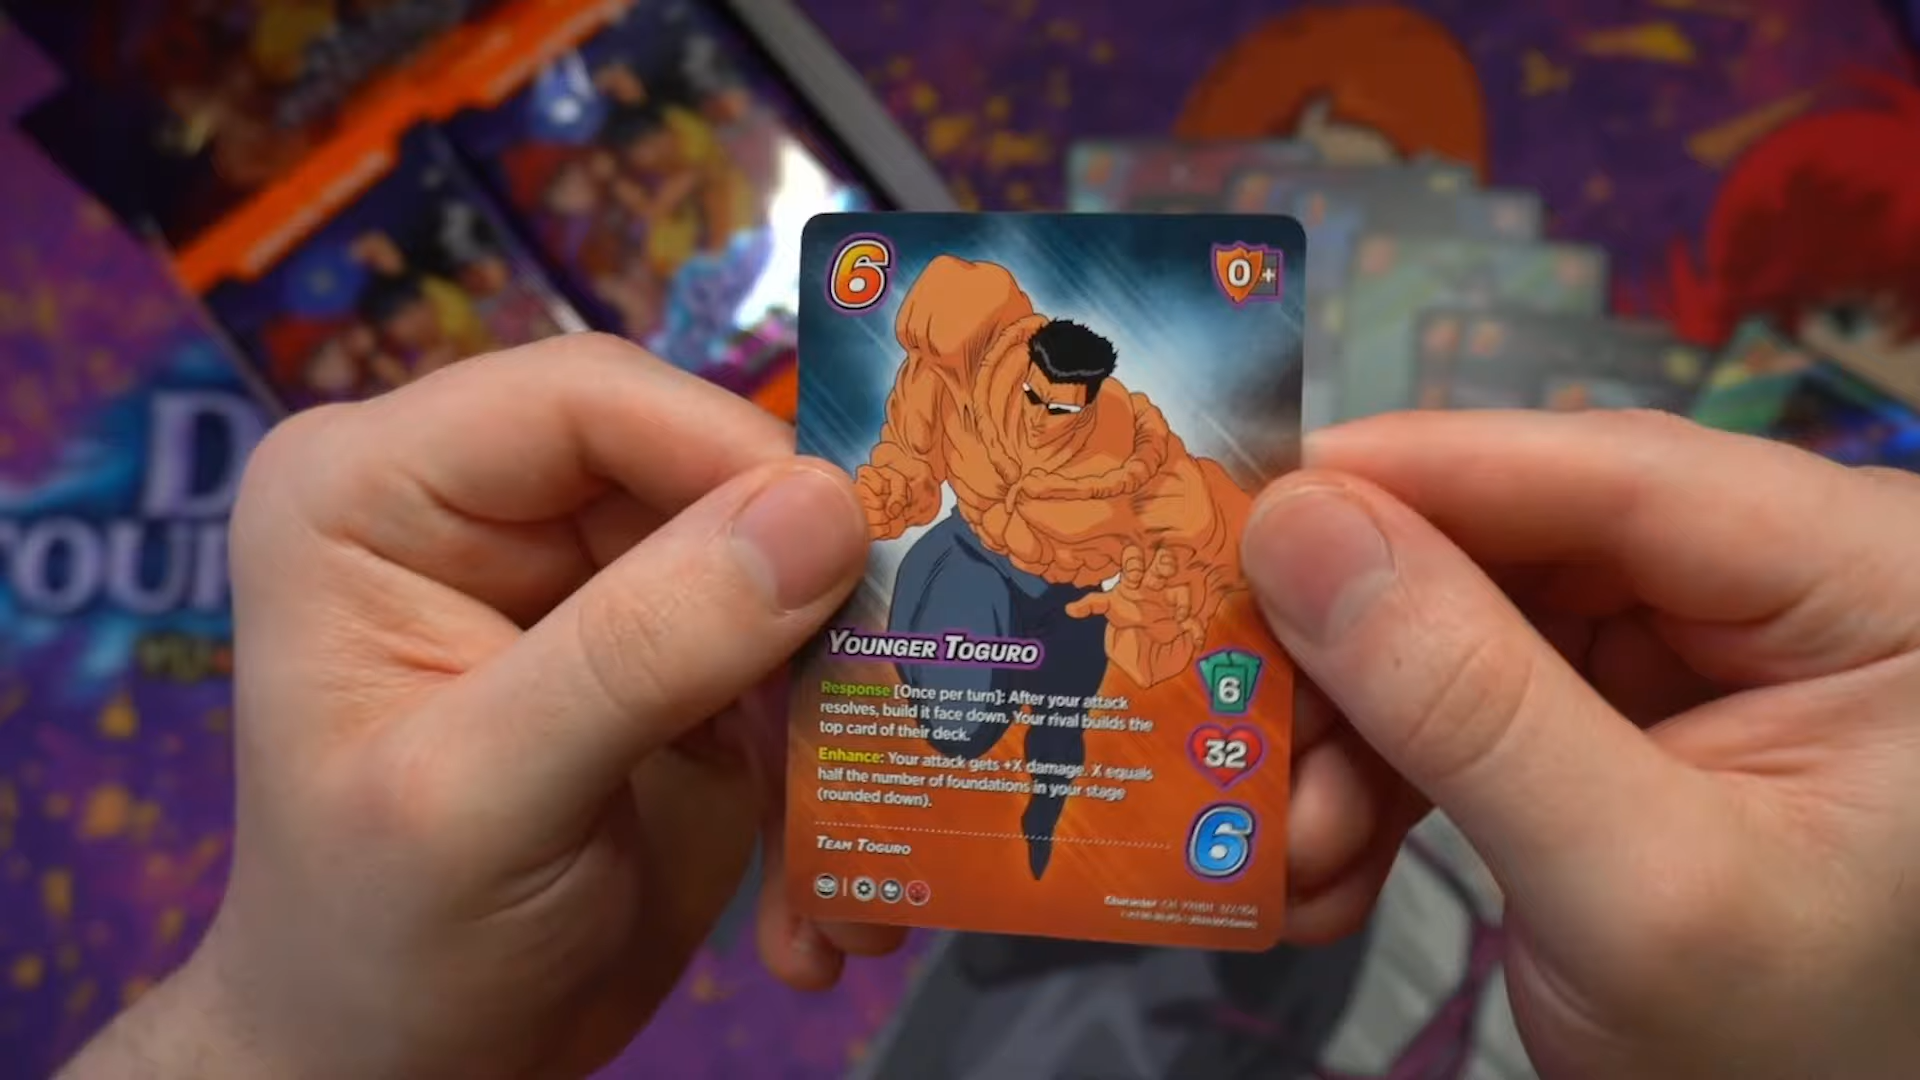 6
0+
YOUNGER TOGURO
Response [Once per turn]: After your attack
resolves, build it face down. Your rival builds the
top card of their deck.
Enhance: Your attack gets +X damage. X equals
half the number of foundations in your stage
(rounded down).
6
32
6
TEAM TOGURO
Character
D
TOUR